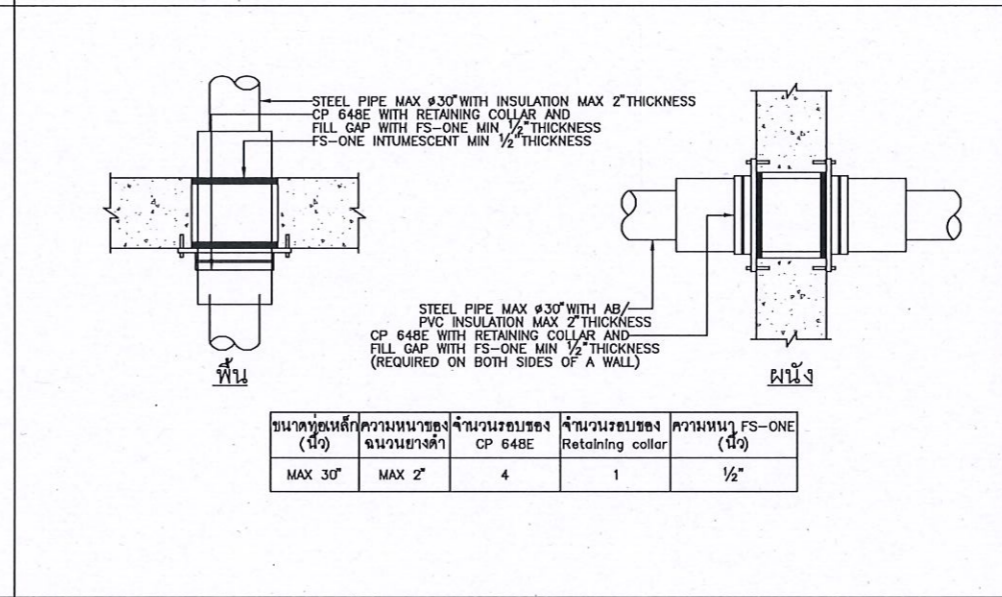 STEEL PIPE MAX ø30" WITH INSULATION MAX 2" THICKNESS
CP 648E WITH RETAINING COLLAR AND
FILL GAP WITH FS-ONE MIN ½" THICKNESS
FS-ONE INTUMESCENT MIN ½" THICKNESS
STEEL PIPE MAX ø30" WITH AB/
PVC INSULATION MAX 2" THICKNESS
CP 648E WITH RETAINING COLLAR AND
FILL GAP WITH FS-ONE MIN ½" THICKNESS
(REQUIRED ON BOTH SIDES OF A WALL)
พื้น
ผนัง
ขนาดท่อเหล็ก ความหนาของ จำนวนรอบของ จำนวนรอบของ ความหนา FS-ONE
(นิ้ว) ฉนวนยางดำ CP 648E Retaining collar (นิ้ว)
MAX 30" MAX 2" 4 1 ½"